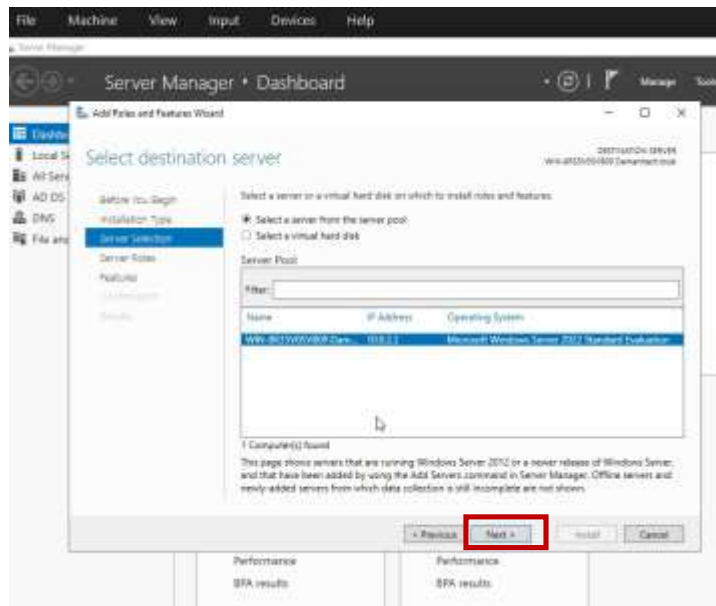 File Machine View Input Devices Help
Server Manager
Server Manager • Dashboard
Manage
Add Roles and Features Wizard
Select destination server
DESTINATION SERVER
Before You Begin
Installation Type
Server Selection
Server Roles
Features
Confirmation
Results
Select a server or a virtual hard disk on which to install roles and features.
Select a server from the server pool
Select a virtual hard disk
Server Pool
Filter:
Name IP Address Operating System
Microsoft Windows Server 2022 Standard Evaluation
1 Computer(s) found
This page shows servers that are running Windows Server 2012 or a newer release of Windows Server,
and that have been added by using the Add Servers command in Server Manager. Offline servers and
newly-added servers from which data collection is still incomplete are not shown.
< Previous Next > Install Cancel
AD DS
DNS
Performance Performance
BPA results BPA results